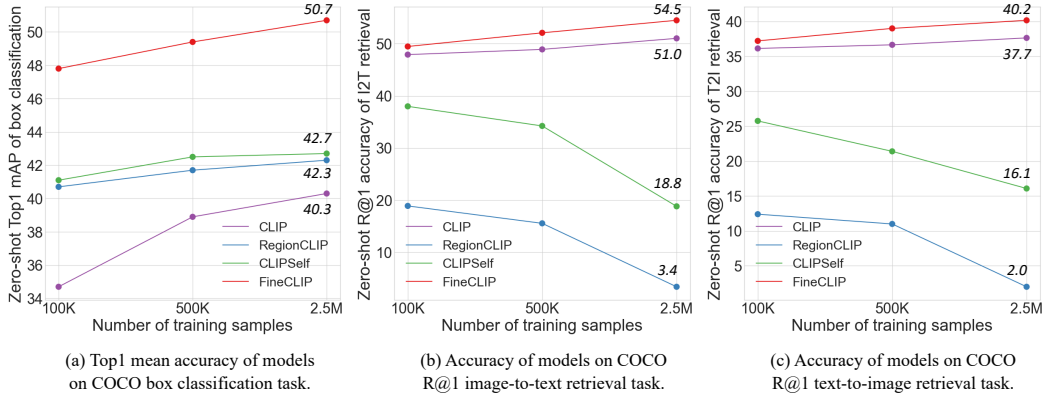 Zero-shot Top1 mAP of box classification
50
48
46
44
42
40
38
36
34
50.7
42.7
42.3
40.3
CLIP
RegionCLIP
CLIPSelf
FineCLIP
100K 500K 2.5M
Number of training samples
(a) Top1 mean accuracy of models
on COCO box classification task.
Zero-shot R@1 accuracy of I2T retrieval
50
40
30
20
10
54.5
51.0
18.8
3.4
CLIP
RegionCLIP
CLIPSelf
FineCLIP
100K 500K 2.5M
Number of training samples
(b) Accuracy of models on COCO
R@1 image-to-text retrieval task.
Zero-shot R@1 accuracy of T2I retrieval
40
35
30
25
20
15
10
5
40.2
37.7
16.1
2.0
CLIP
RegionCLIP
CLIPSelf
FineCLIP
100K 500K 2.5M
Number of training samples
(c) Accuracy of models on COCO
R@1 text-to-image retrieval task.